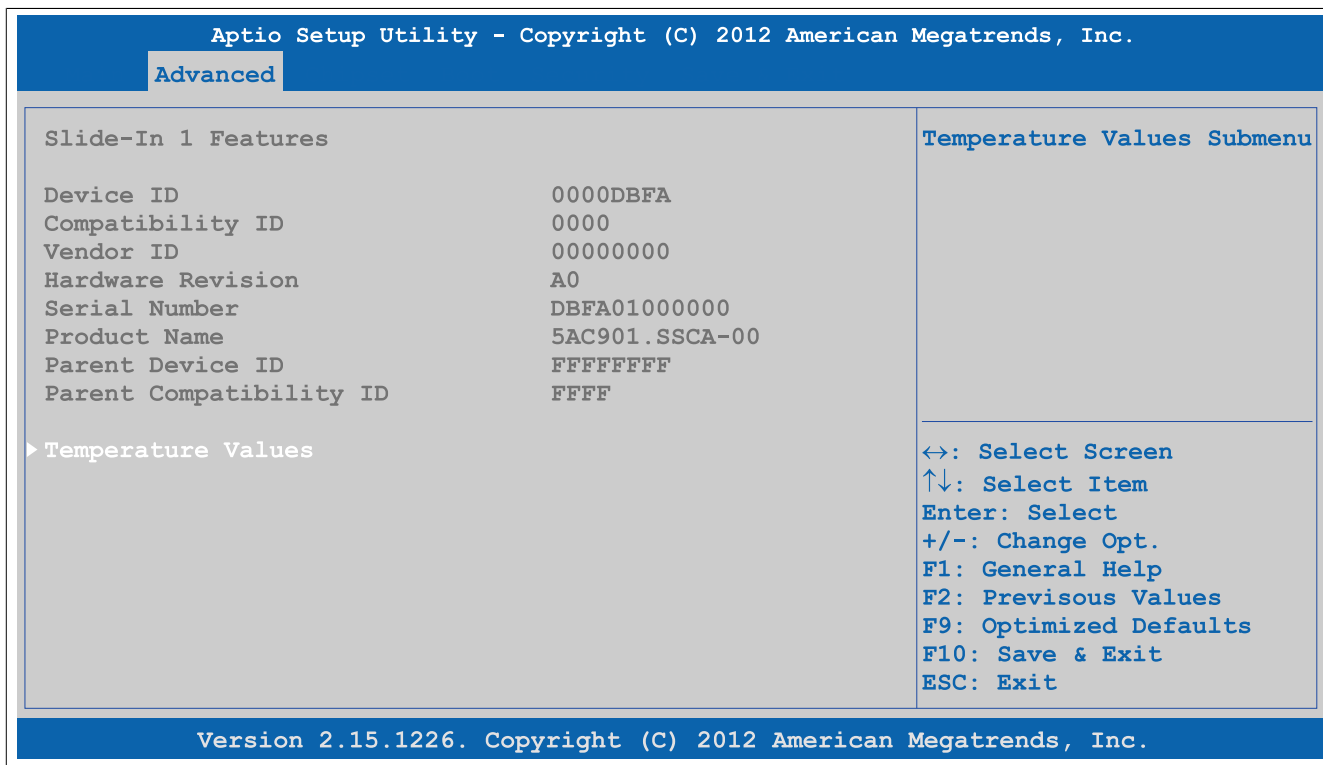 Aptio Setup Utility - Copyright (C) 2012 American Megatrends, Inc.
Advanced
Slide-In 1 Features
Device ID 0000DBFA
Compatibility ID 0000
Vendor ID 00000000
Hardware Revision A0
Serial Number DBFA01000000
Product Name 5AC901.SSCA-00
Parent Device ID FFFFFFFF
Parent Compatibility ID FFFF
Temperature Values
Temperature Values Submenu
↔: Select Screen
↑↓: Select Item
Enter: Select
+/-: Change Opt.
F1: General Help
F2: Previsous Values
F9: Optimized Defaults
F10: Save & Exit
ESC: Exit
Version 2.15.1226. Copyright (C) 2012 American Megatrends, Inc.